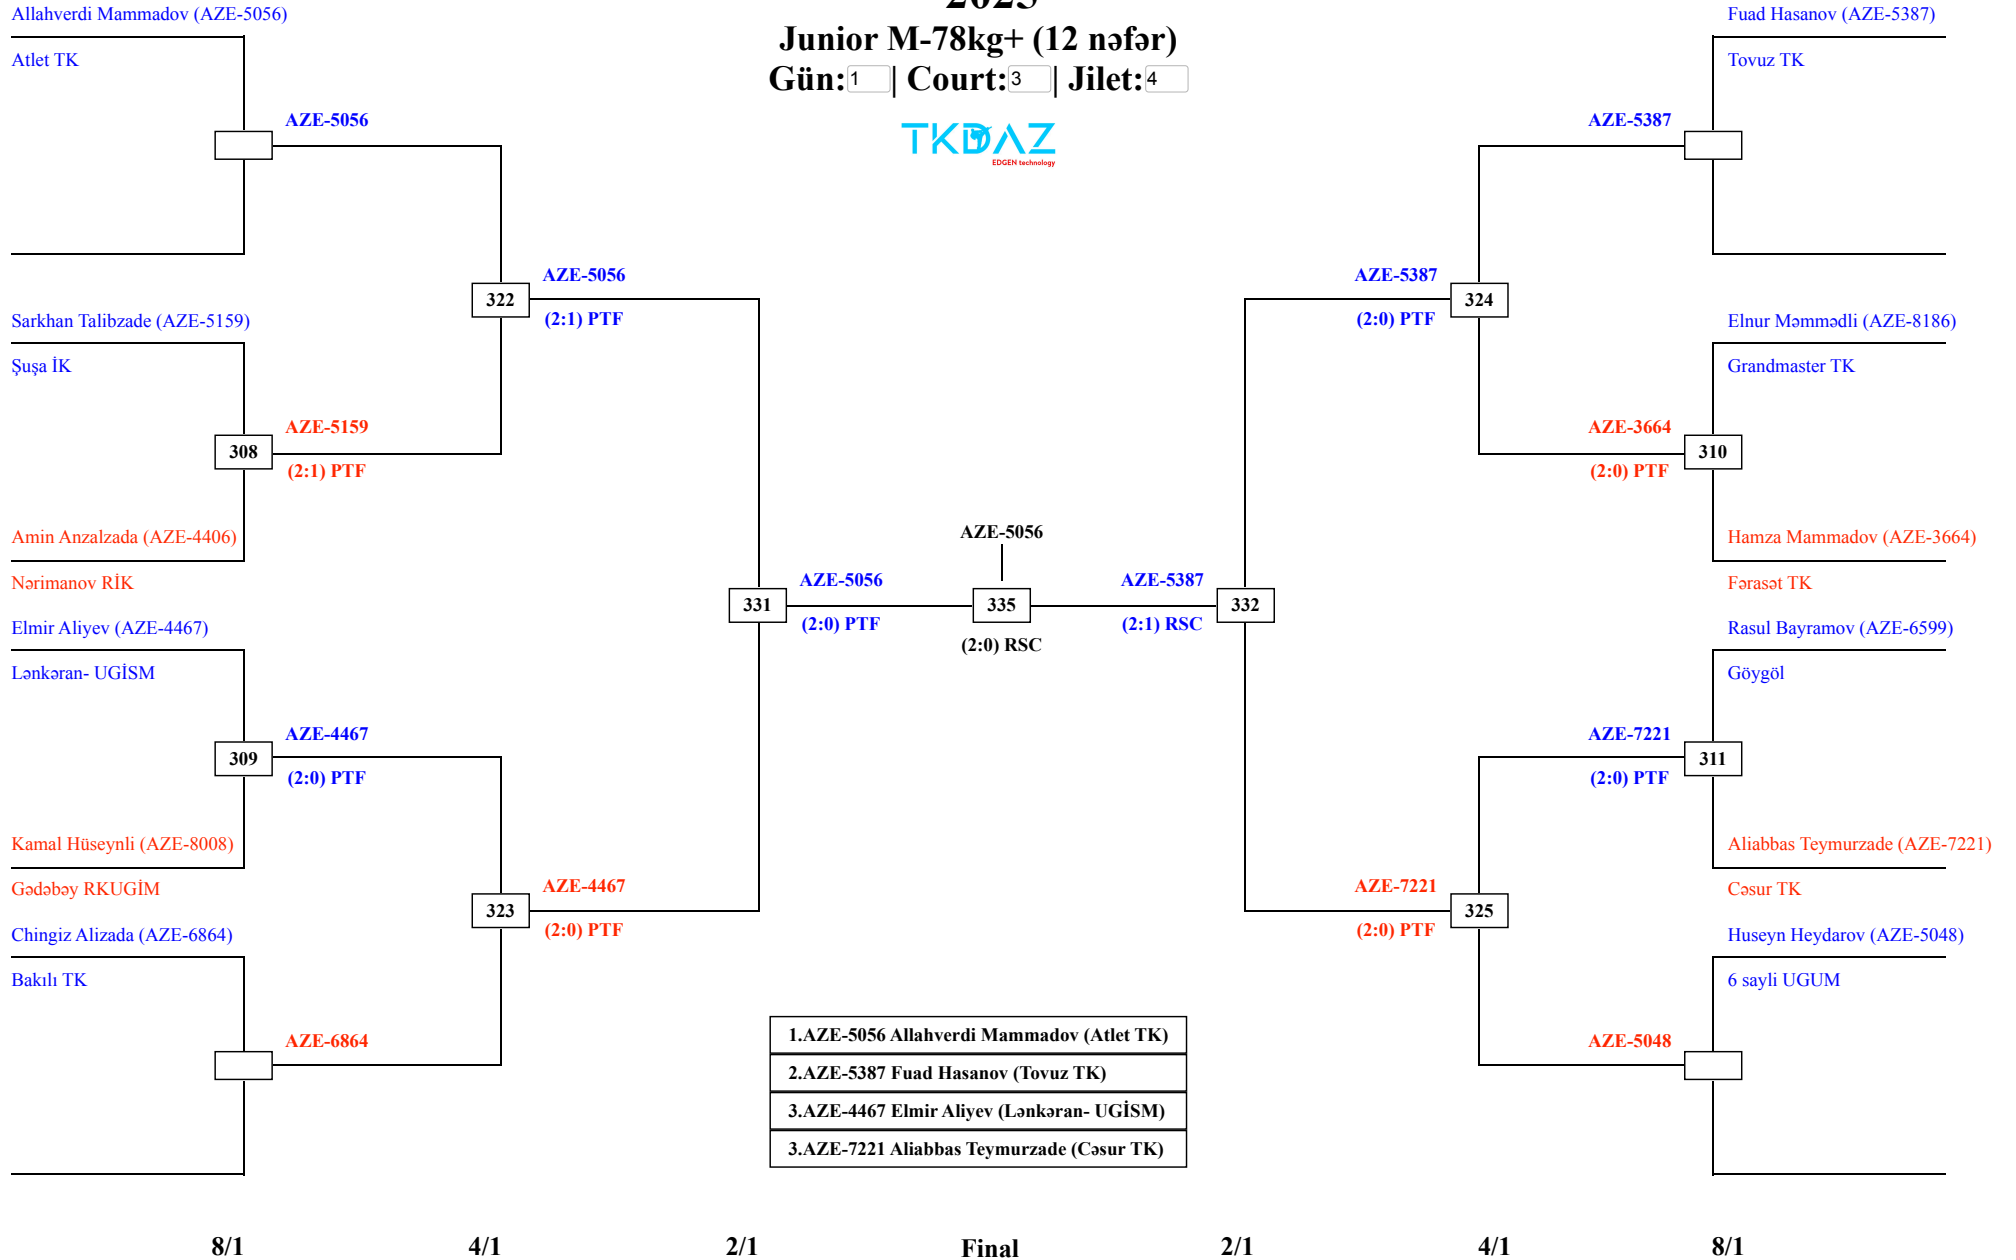 2025
Junior M-78kg+ (12 nəfər)
Gün: 1 | Court: 3 | Jilet: 4
TKDAZ
EDGEN technology
Allahverdi Mammadov (AZE-5056)
Atlet TK
AZE-5056
Sarkhan Talibzade (AZE-5159)
Şuşa İK
308
AZE-5159
(2:1) PTF
Amin Anzalzada (AZE-4406)
Nərimanov RİK
322
AZE-5056
(2:1) PTF
Elmir Aliyev (AZE-4467)
Lənkəran- UGİSM
309
AZE-4467
(2:0) PTF
Kamal Hüseynli (AZE-8008)
Gədəbəy RKUGİM
Chingiz Alizada (AZE-6864)
Bakılı TK
AZE-6864
323
AZE-4467
(2:0) PTF
331
AZE-5056
(2:0) PTF
AZE-5056
335
(2:0) RSC
AZE-5387
(2:1) RSC
332
AZE-5387
(2:0) PTF
324
AZE-7221
(2:0) PTF
325
Fuad Hasanov (AZE-5387)
Tovuz TK
AZE-5387
Elnur Məmmədli (AZE-8186)
Grandmaster TK
AZE-3664
(2:0) PTF
310
Hamza Mammadov (AZE-3664)
Fərasət TK
Rasul Bayramov (AZE-6599)
Göygöl
AZE-7221
(2:0) PTF
311
Aliabbas Teymurzade (AZE-7221)
Cəsur TK
Huseyn Heydarov (AZE-5048)
6 sayli UGUM
AZE-5048
1.AZE-5056 Allahverdi Mammadov (Atlet TK)
2.AZE-5387 Fuad Hasanov (Tovuz TK)
3.AZE-4467 Elmir Aliyev (Lənkəran- UGİSM)
3.AZE-7221 Aliabbas Teymurzade (Cəsur TK)
8/1 4/1 2/1 Final 2/1 4/1 8/1